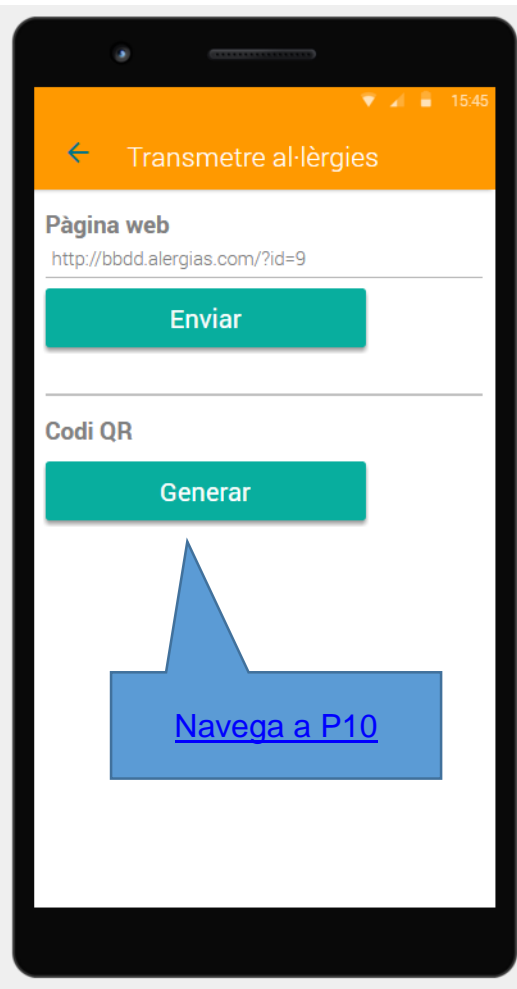 15:45
Transmetre al·lèrgies
Pàgina web
http://bbdd.alergias.com/?id=9
Enviar
Codi QR
Generar
Navega a P10